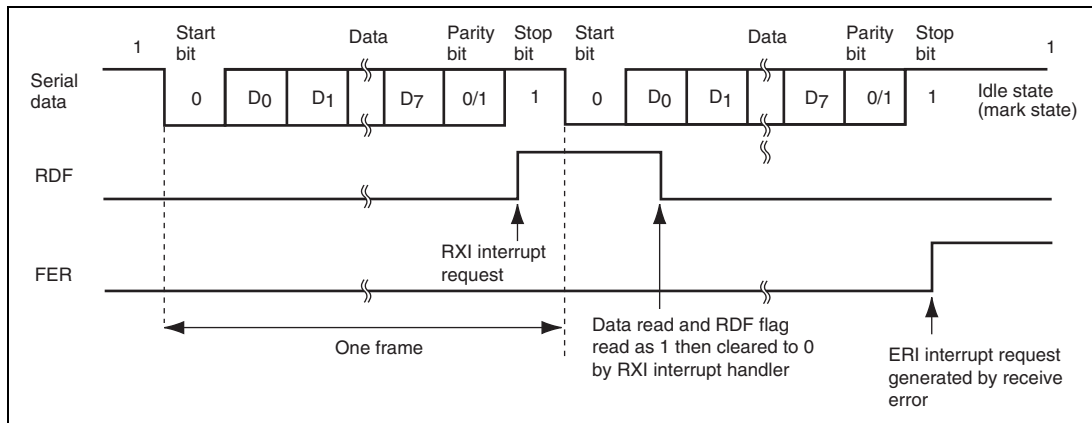 1 Start bit Data Parity bit Stop bit Start bit Data Parity bit Stop bit 1
Serial data 0 D0 D1 D7 0/1 1 0 D0 D1 D7 0/1 1 Idle state (mark state)
RDF
RXI interrupt request
FER
Data read and RDF flag
read as 1 then cleared to 0
by RXI interrupt handler
One frame
ERI interrupt request
generated by receive
error